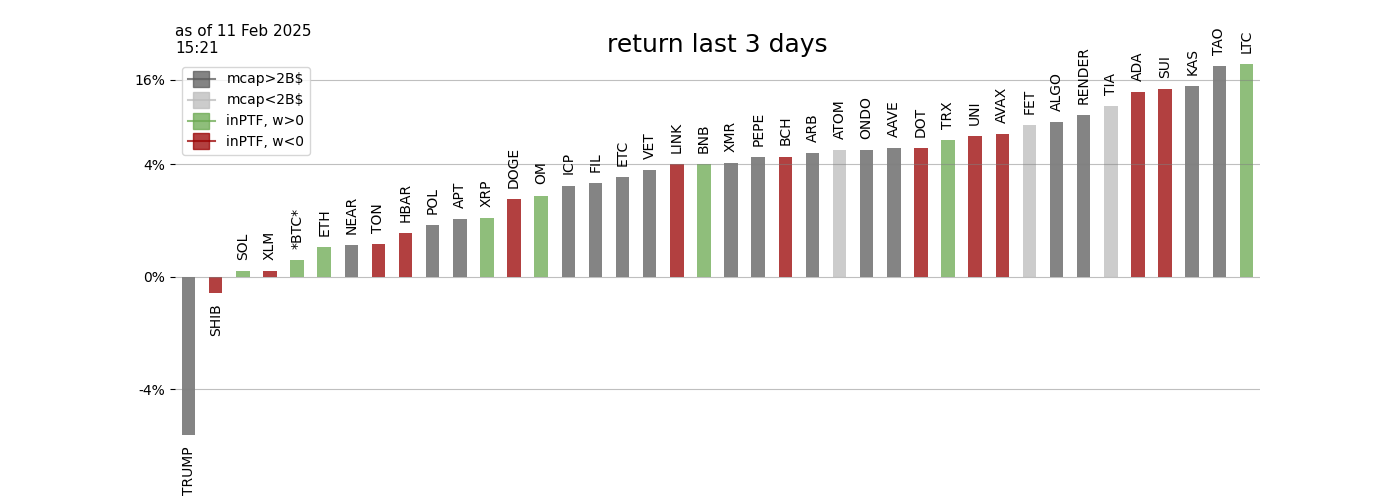 as of 11 Feb 2025
15:21
return last 3 days
mcap>2B$
mcap<2B$
inPTF, w>0
inPTF, w<0
16%
4%
0%
-4%
TRUMP
SHIB
SOL
XLM
*BTC*
ETH
NEAR
TON
HBAR
POL
APT
XRP
DOGE
OM
ICP
FIL
ETC
VET
LINK
BNB
XMR
PEPE
BCH
ARB
ATOM
ONDO
AAVE
DOT
TRX
UNI
AVAX
FET
ALGO
RENDER
TIA
ADA
SUI
KAS
TAO
LTC